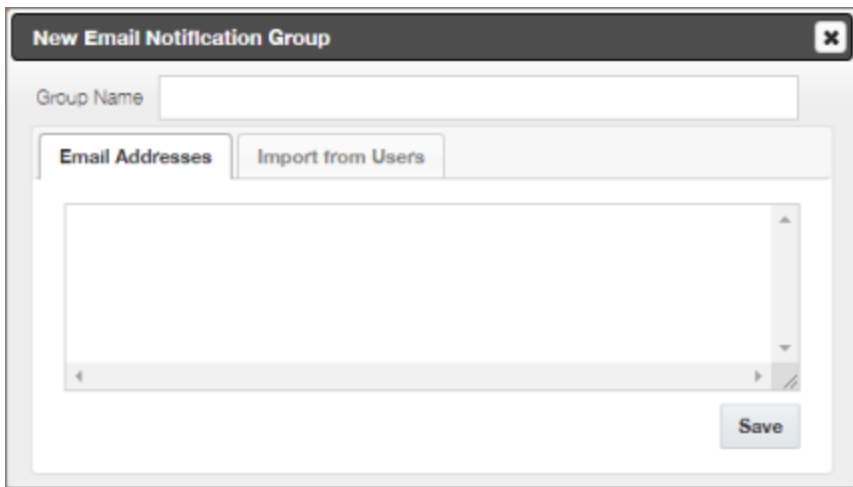 New Email Notification Group
Group Name
Email Addresses
Import from Users
Save